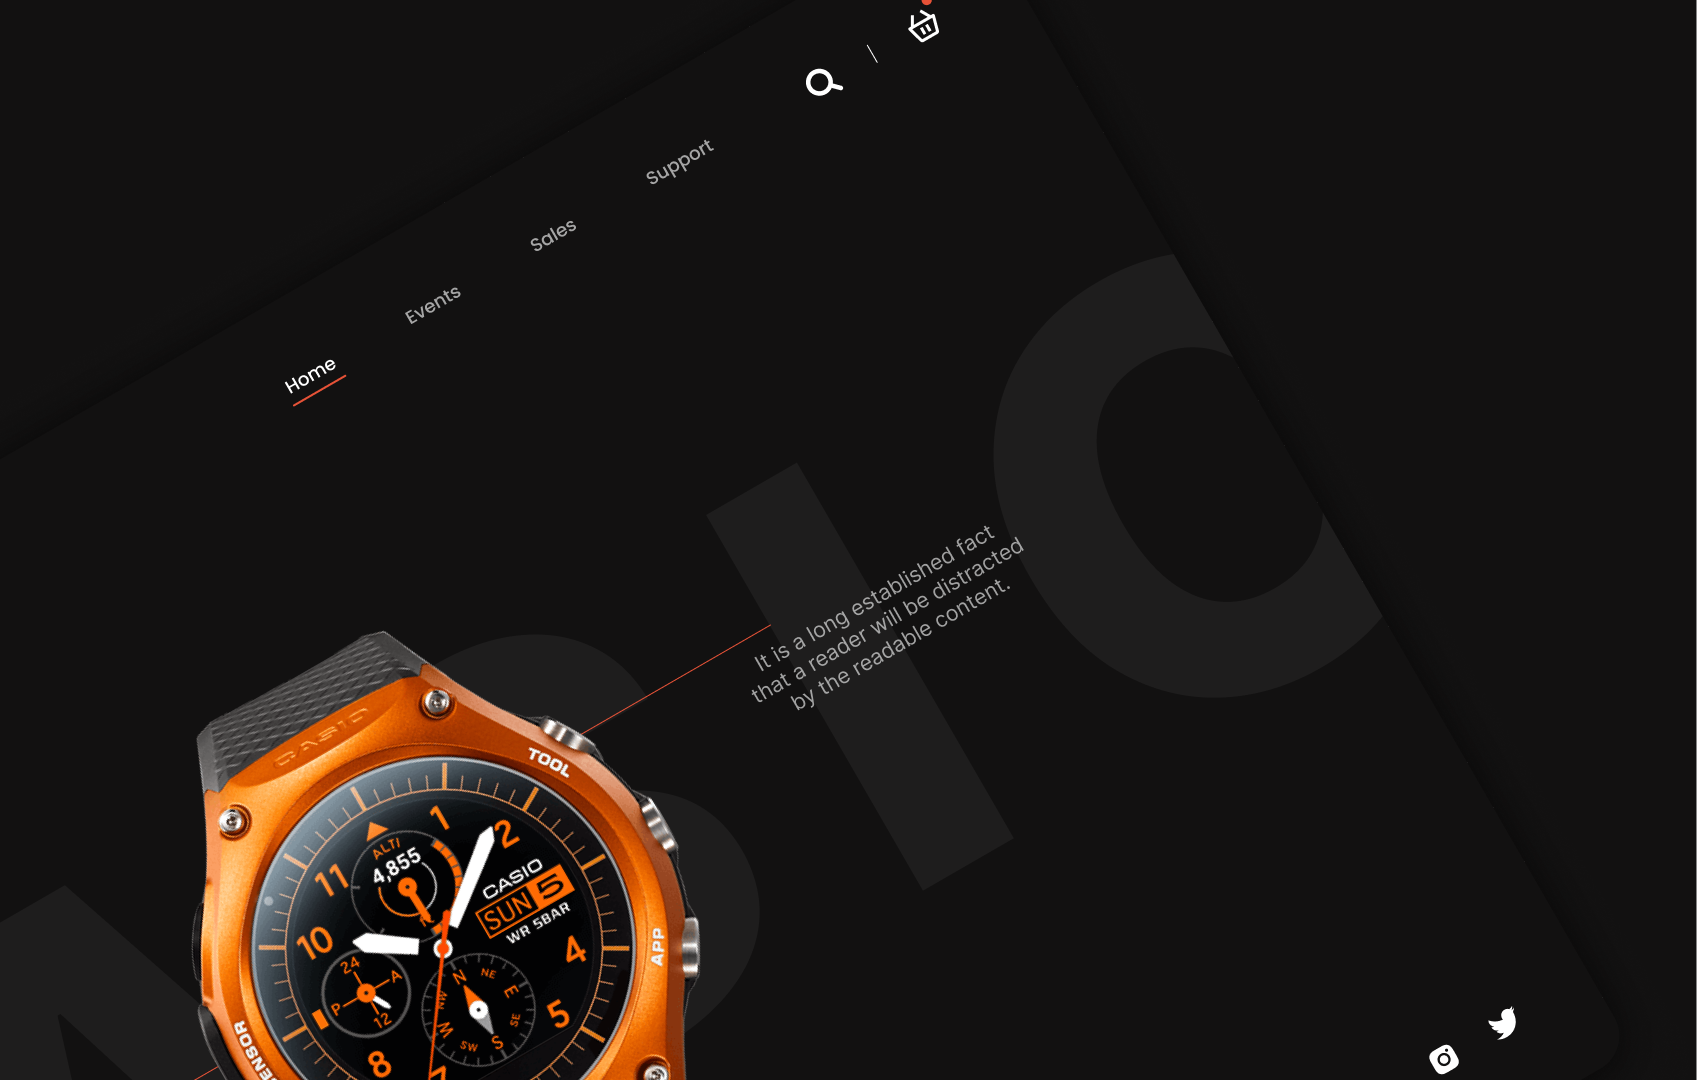 Home
Events
Sales
Support
It is a long established fact
that a reader will be distracted
by the readable content.
SIO
CASIO
TOOL
APP
1
2
4
5
8
10
11
ALTI
4,855
CASIO
SUN 5
WR 5BAR
24
A
P
12
N
NE
E
SE
S
SW
W
NW